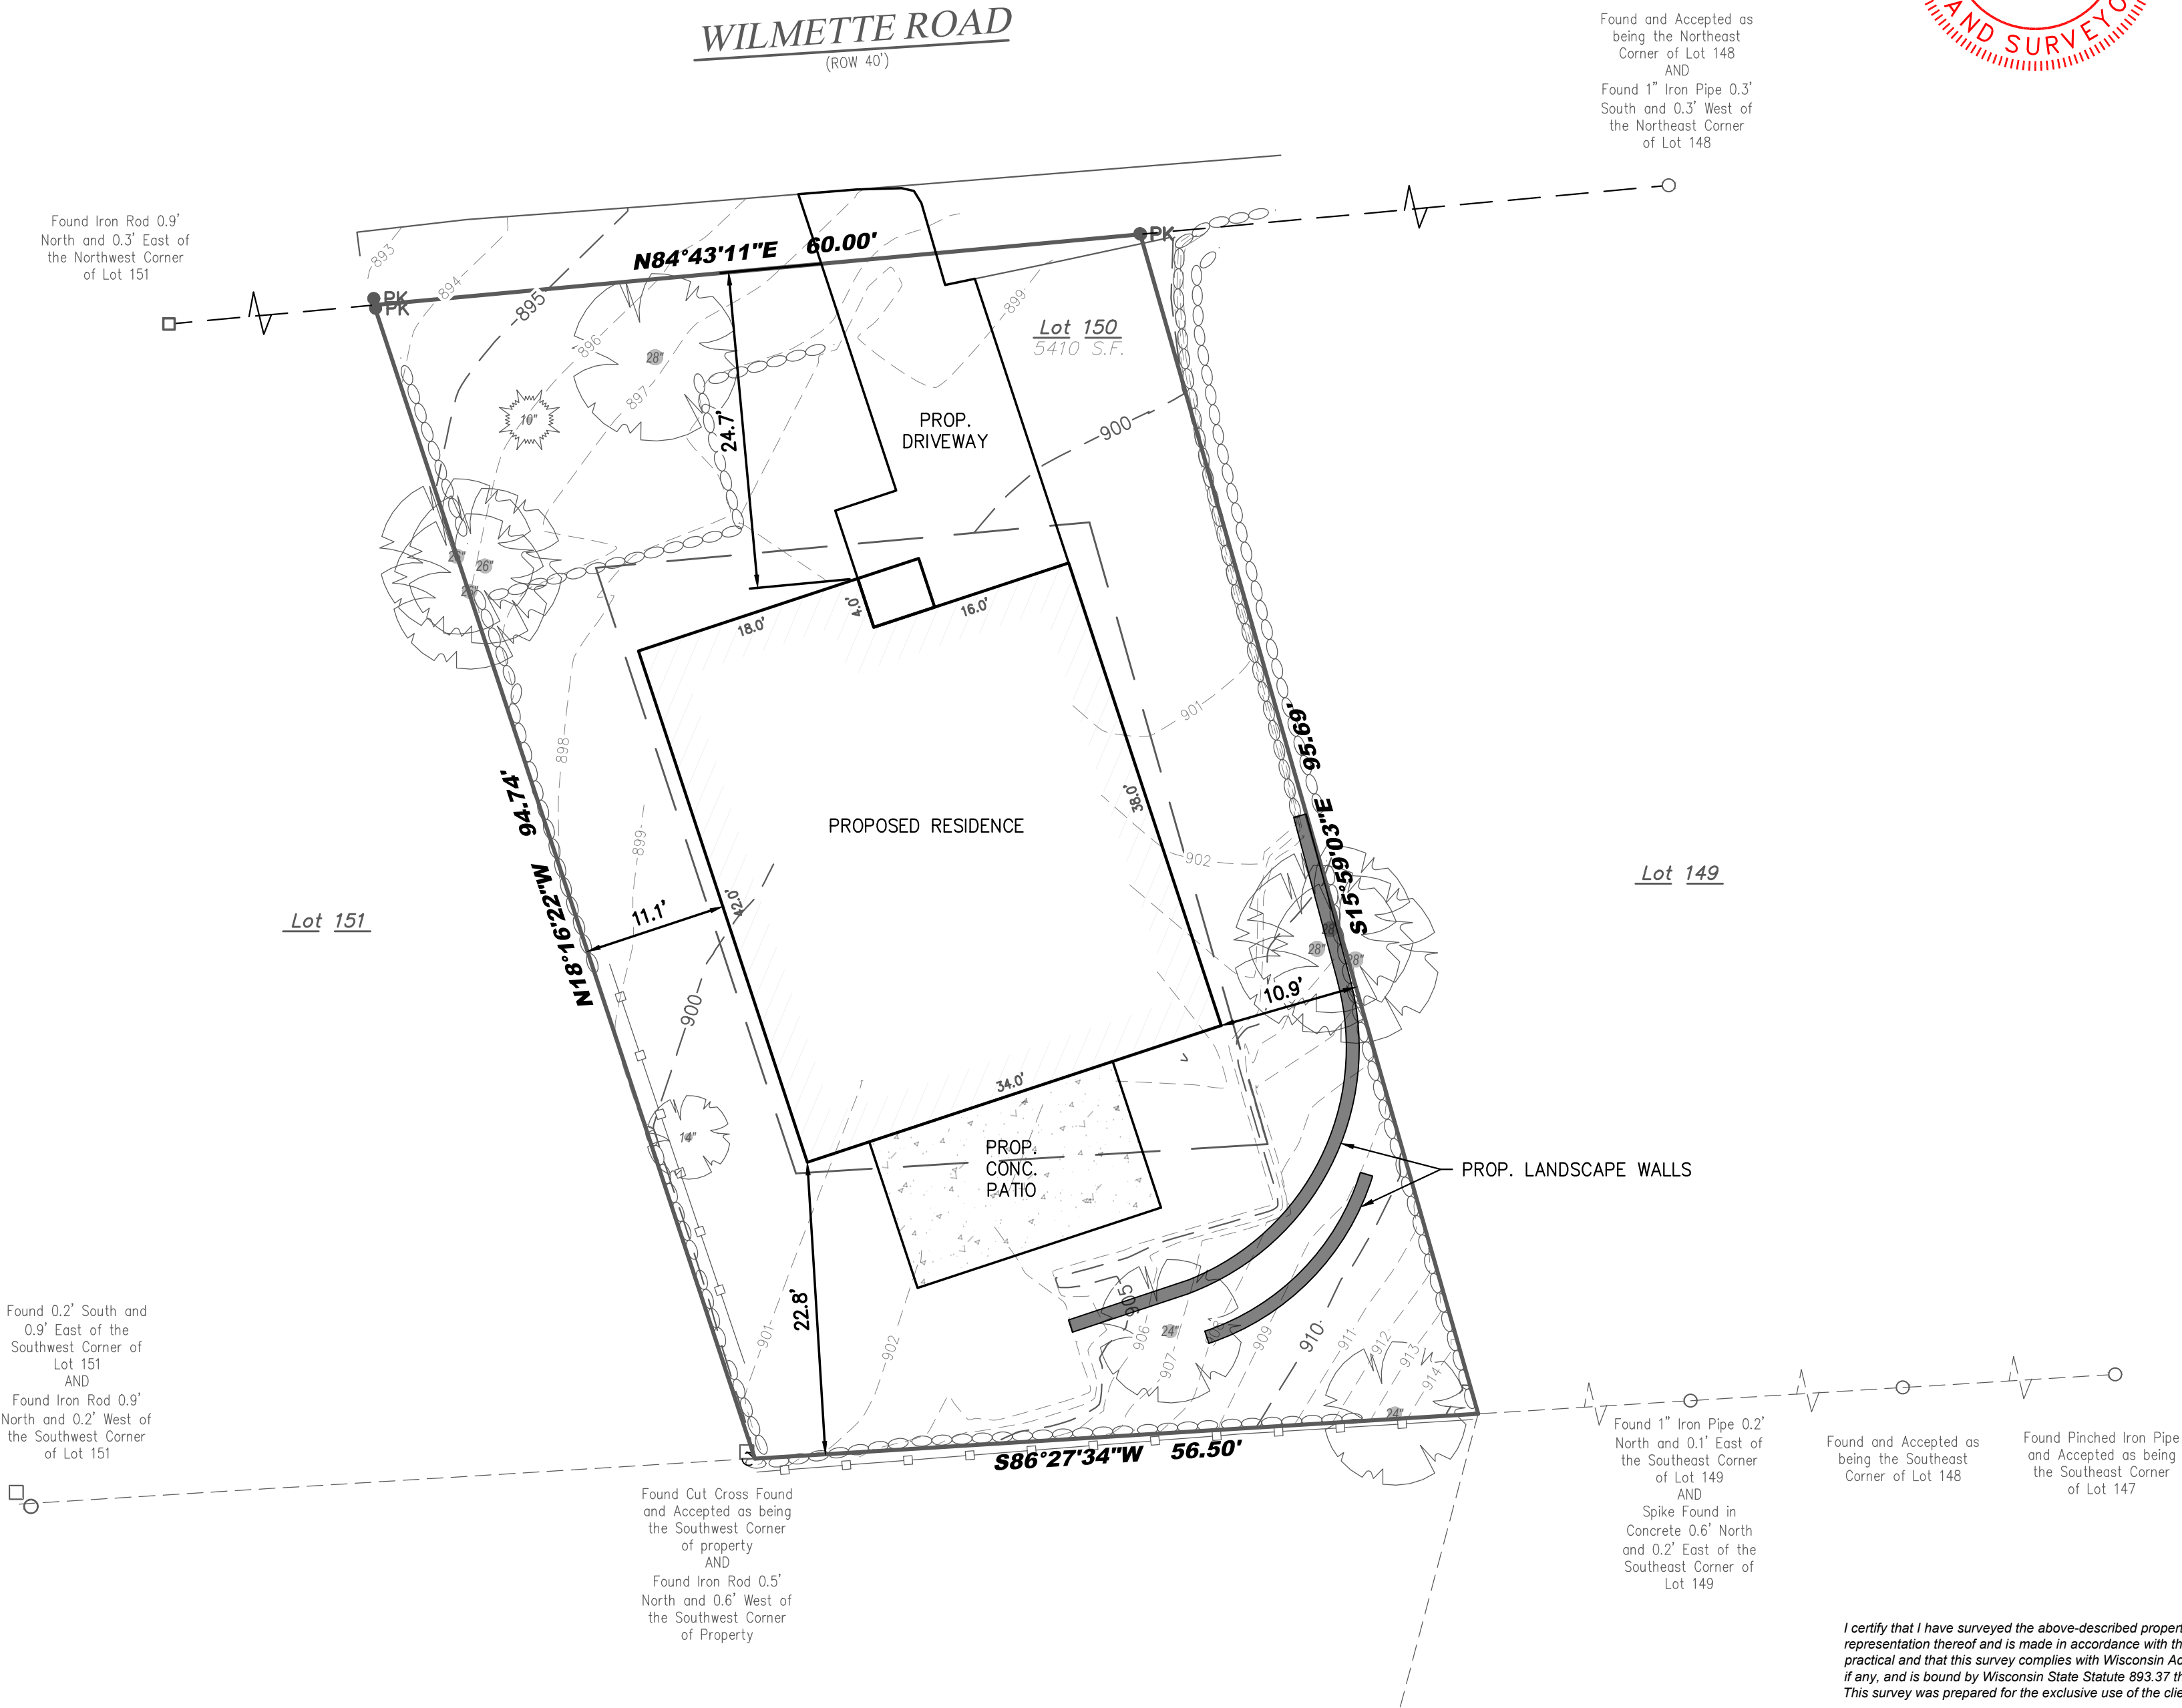 WILMETTE ROAD
(ROW 40')
AND SURVEYO
Found and Accepted as
being the Northeast
Corner of Lot 148
AND
Found 1" Iron Pipe 0.3'
South and 0.3' West of
the Northeast Corner
of Lot 148
Found Iron Rod 0.9'
North and 0.3' East of
the Northwest Corner
of Lot 151
N84°43'11"E 60.00'
PK
PK
PK
893
894
895
896
897
899
28"
10"
24.7'
Lot 150
5410 S.F.
PROP.
DRIVEWAY
900
26"
26"
26"
18.0'
4.0'
16.0'
898
899
901
902
N18°16'22"W 94.74'
S15°59'03"E 95.69'
PROPOSED RESIDENCE
38.0'
42.0'
11.1'
10.9'
34.0'
900
28"
28"
28"
14"
Lot 151
Lot 149
PROP.
CONC.
PATIO
PROP. LANDSCAPE WALLS
22.8'
901
902
905
906
907
909
910
911
912
913
914
24"
24"
S86°27'34"W 56.50'
Found 0.2' South and
0.9' East of the
Southwest Corner of
Lot 151
AND
Found Iron Rod 0.9'
North and 0.2' West of
the Southwest Corner
of Lot 151
Found Cut Cross Found
and Accepted as being
the Southwest Corner
of property
AND
Found Iron Rod 0.5'
North and 0.6' West of
the Southwest Corner
of Property
Found 1" Iron Pipe 0.2'
North and 0.1' East of
the Southeast Corner
of Lot 149
AND
Spike Found in
Concrete 0.6' North
and 0.2' East of the
Southeast Corner of
Lot 149
Found and Accepted as
being the Southeast
Corner of Lot 148
Found Pinched Iron Pipe
and Accepted as being
the Southeast Corner
of Lot 147
I certify that I have surveyed the above-described propert
representation thereof and is made in accordance with th
practical and that this survey complies with Wisconsin Ad
if any, and is bound by Wisconsin State Statute 893.37 th
This survey was prepared for the exclusive use of the clie